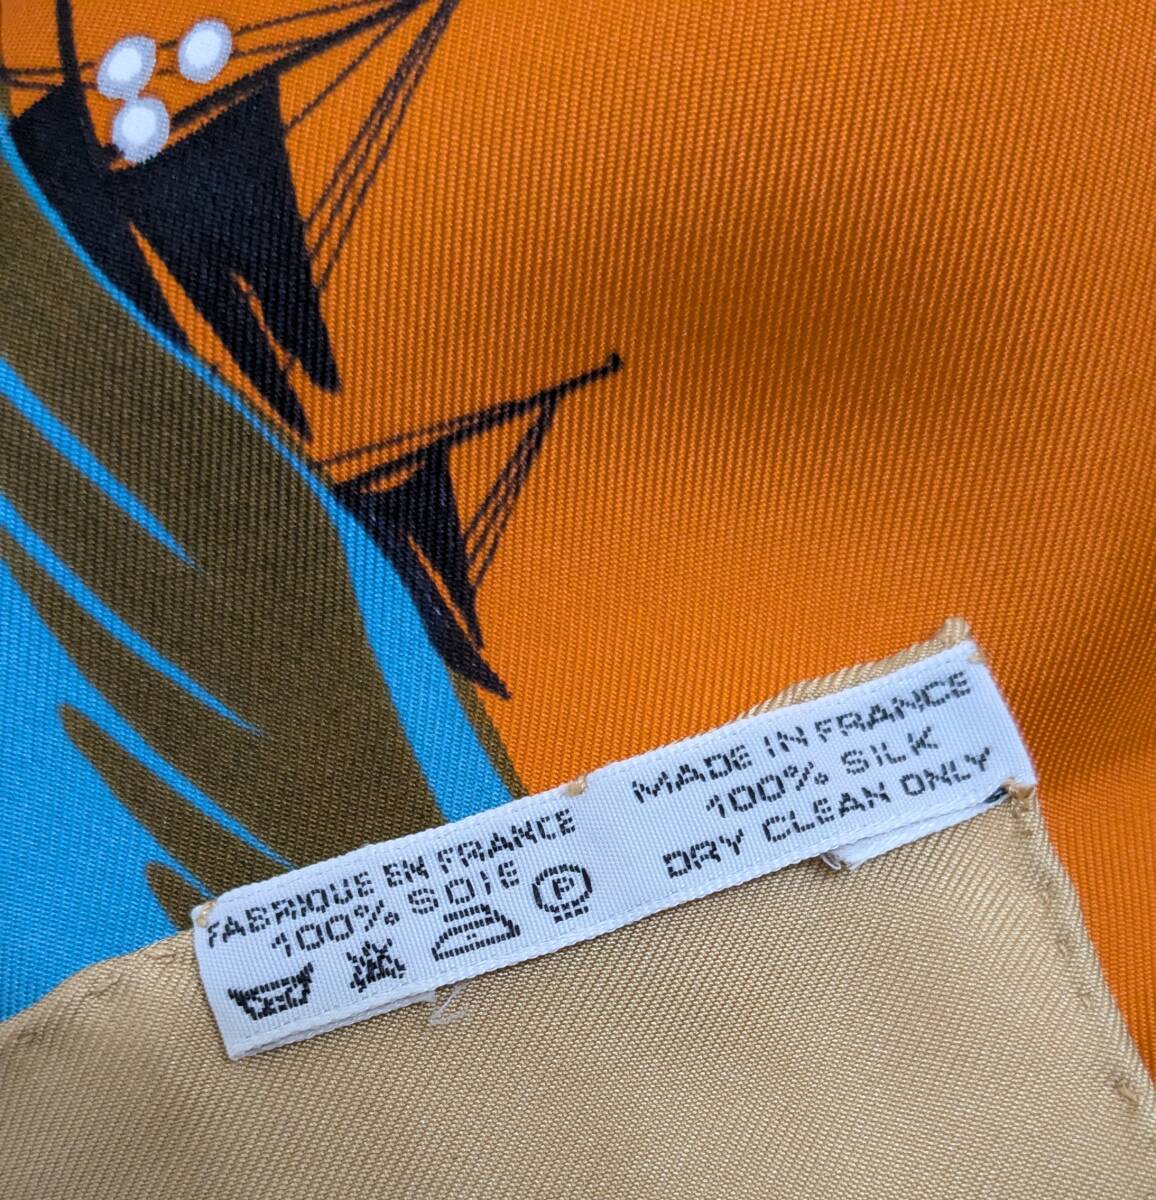 FABRIQUE EN FRANCE
100% SOIE
P
MADE IN FRANCE
100% SILK
DRY CLEAN ONLY